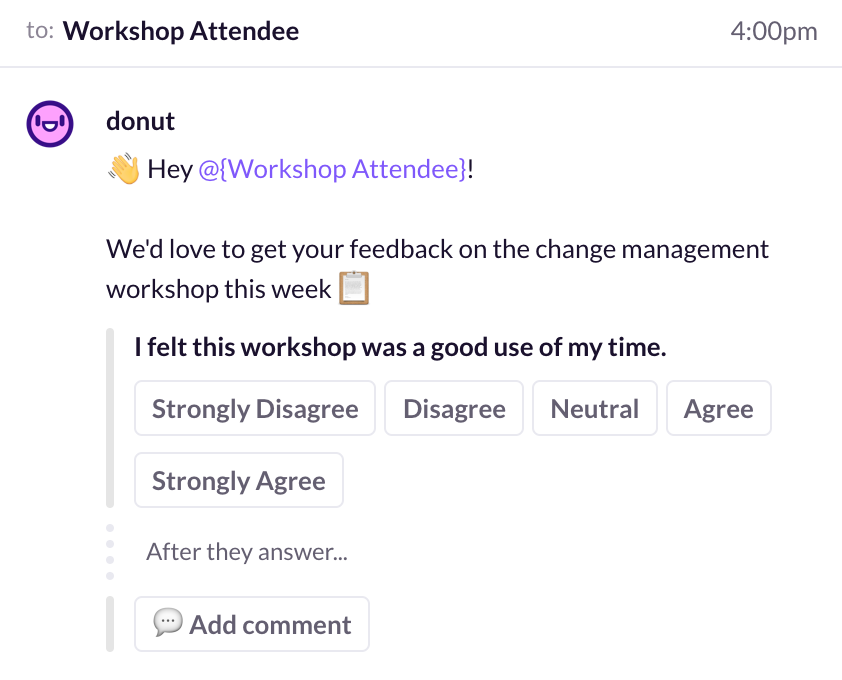 to: Workshop Attendee 4:00pm
donut
👋 Hey @{Workshop Attendee}!
We'd love to get your feedback on the change management
workshop this week 📋
I felt this workshop was a good use of my time.
Strongly Disagree Disagree Neutral Agree
Strongly Agree
After they answer...
💬 Add comment